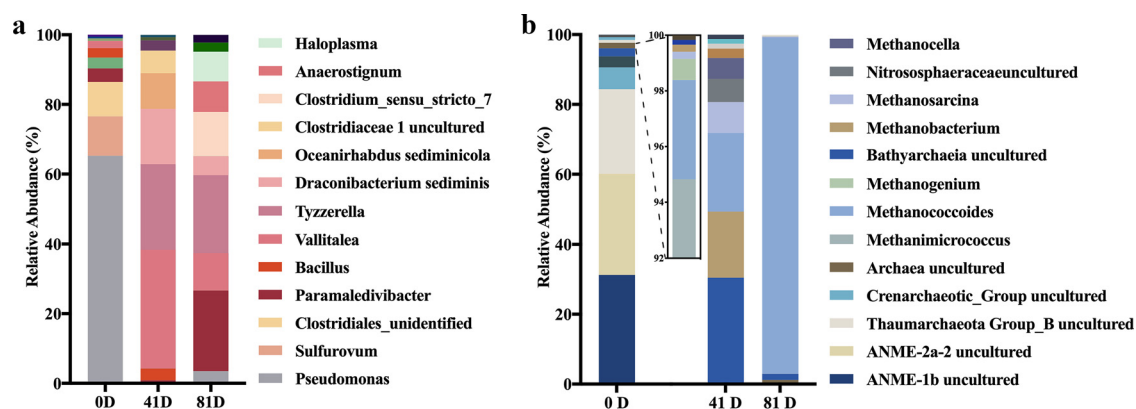 a
Relative Abudance (%)
100
80
60
40
20
0
0D 41D 81D
Haloplasma
Anaerostignum
Clostridium_sensu_stricto_7
Clostridiaceae 1 uncultured
Oceanirhabdus sediminicola
Draconibacterium sediminis
Tyzzerella
Vallitalea
Bacillus
Paramaledivibacter
Clostridiales_unidentified
Sulfurovum
Pseudomonas
b
Relative Abudance (%)
100
80
60
40
20
0
100
98
96
94
92
0 D 41 D 81 D
Methanocella
Nitrososphaeraceaeuncultured
Methanosarcina
Methanobacterium
Bathyarchaeia uncultured
Methanogenium
Methanococcoides
Methanimicrococcus
Archaea uncultured
Crenarchaeotic_Group uncultured
Thaumarchaeota Group_B uncultured
ANME-2a-2 uncultured
ANME-1b uncultured